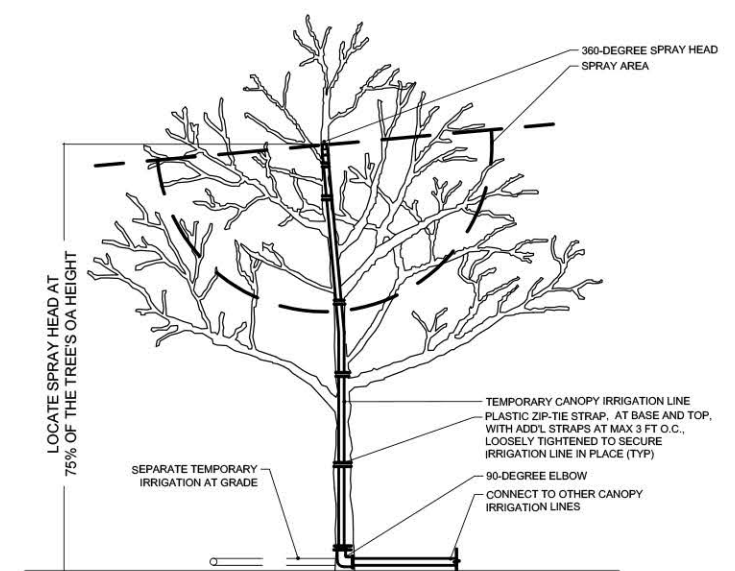 360-DEGREE SPRAY HEAD
SPRAY AREA
LOCATE SPRAY HEAD AT
75% OF THE TREE'S OA HEIGHT
TEMPORARY CANOPY IRRIGATION LINE
PLASTIC ZIP-TIE STRAP, AT BASE AND TOP,
WITH ADD'L STRAPS AT MAX 3 FT O.C.,
LOOSELY TIGHTENED TO SECURE
IRRIGATION LINE IN PLACE (TYP)
SEPARATE TEMPORARY
IRRIGATION AT GRADE
90-DEGREE ELBOW
CONNECT TO OTHER CANOPY
IRRIGATION LINES